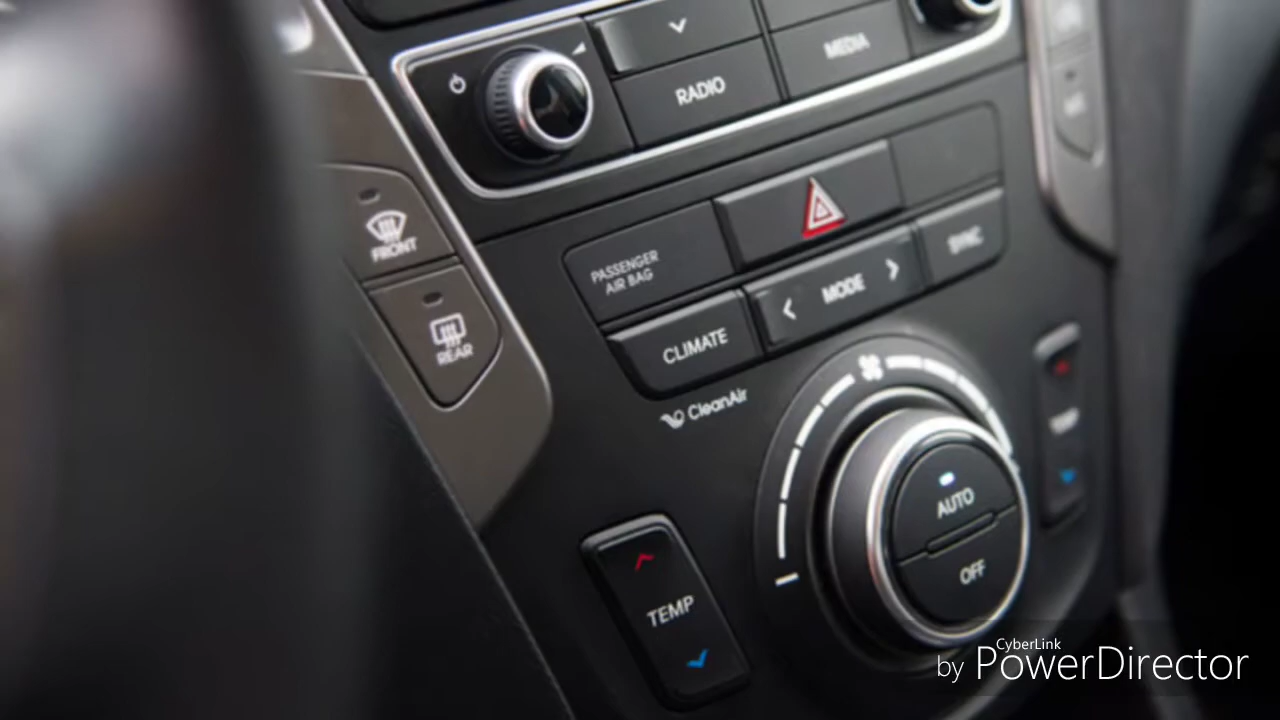 RADIO
MEDIA
FRONT
REAR
PASSENGER
AIR BAG
MODE
SYNC
CLIMATE
CleanAir
AUTO
OFF
TEMP
CyberLink
by PowerDirector